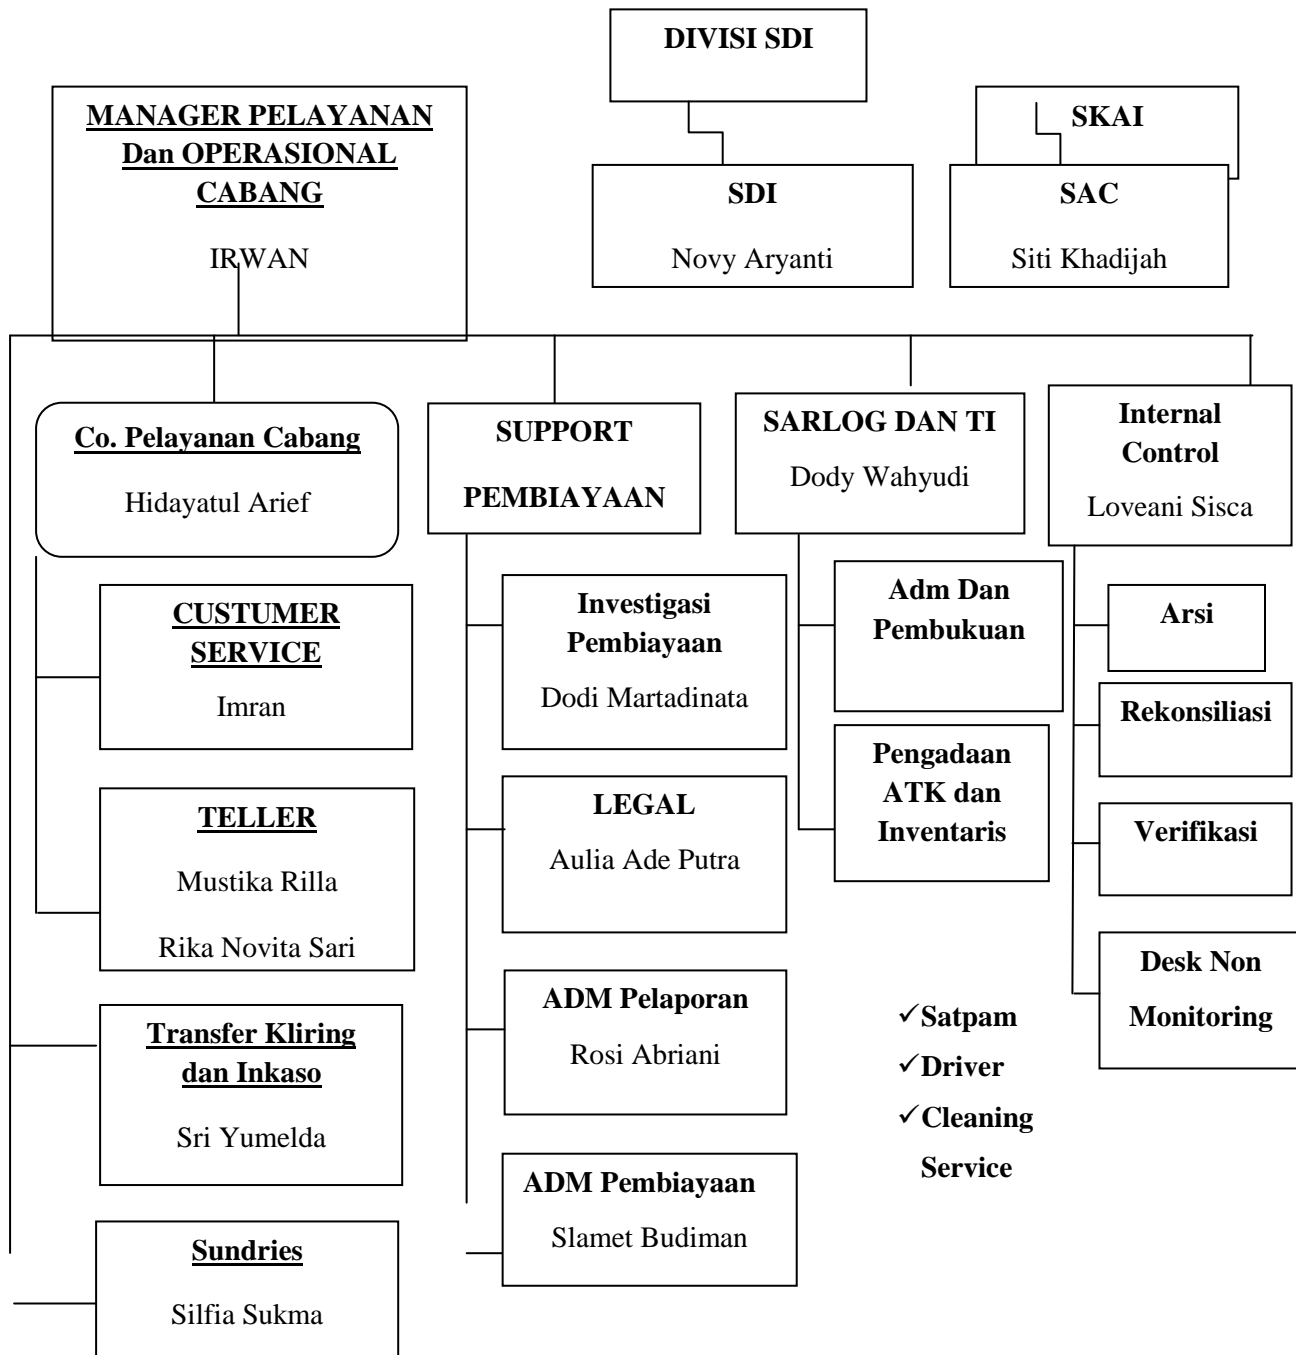 DIVISI SDI
MANAGER PELAYANAN
Dan OPERASIONAL
CABANG
IRWAN
SDI
Novy Aryanti
SKAI
SAC
Siti Khadijah
Co. Pelayanan Cabang
Hidayatul Arief
CUSTUMER
SERVICE
Imran
TELLER
Mustika Rilla
Rika Novita Sari
Transfer Kliring
dan Inkaso
Sri Yumelda
Sundries
Silfia Sukma
SUPPORT
PEMBIAYAAN
Investigasi
Pembiayaan
Dodi Martadinata
LEGAL
Aulia Ade Putra
ADM Pelaporan
Rosi Abriani
ADM Pembiayaan
Slamet Budiman
SARLOG DAN TI
Dody Wahyudi
Adm Dan
Pembukuan
Pengadaan
ATK dan
Inventaris
✓Satpam
✓Driver
✓Cleaning
Service
Internal
Control
Loveani Sisca
Arsi
Rekonsiliasi
Verifikasi
Desk Non
Monitoring